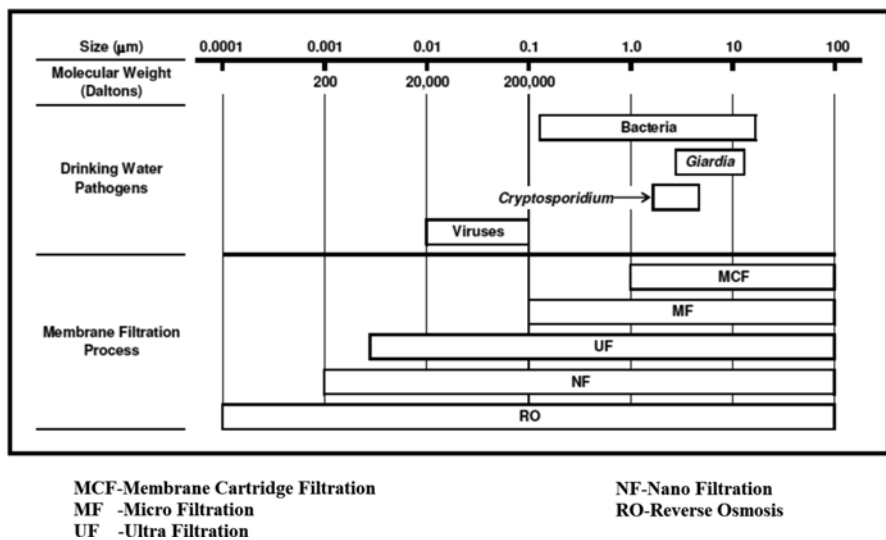 Size (μm) 0.0001 0.001 0.01 0.1 1.0 10 100
Molecular Weight
(Daltons)
200 20,000 200,000
Drinking Water
Pathogens
Bacteria
Giardia
Cryptosporidium
Viruses
Membrane Filtration
Process
MCF
MF
UF
NF
RO
MCF-Membrane Cartridge Filtration
MF -Micro Filtration
UF -Ultra Filtration
NF-Nano Filtration
RO-Reverse Osmosis